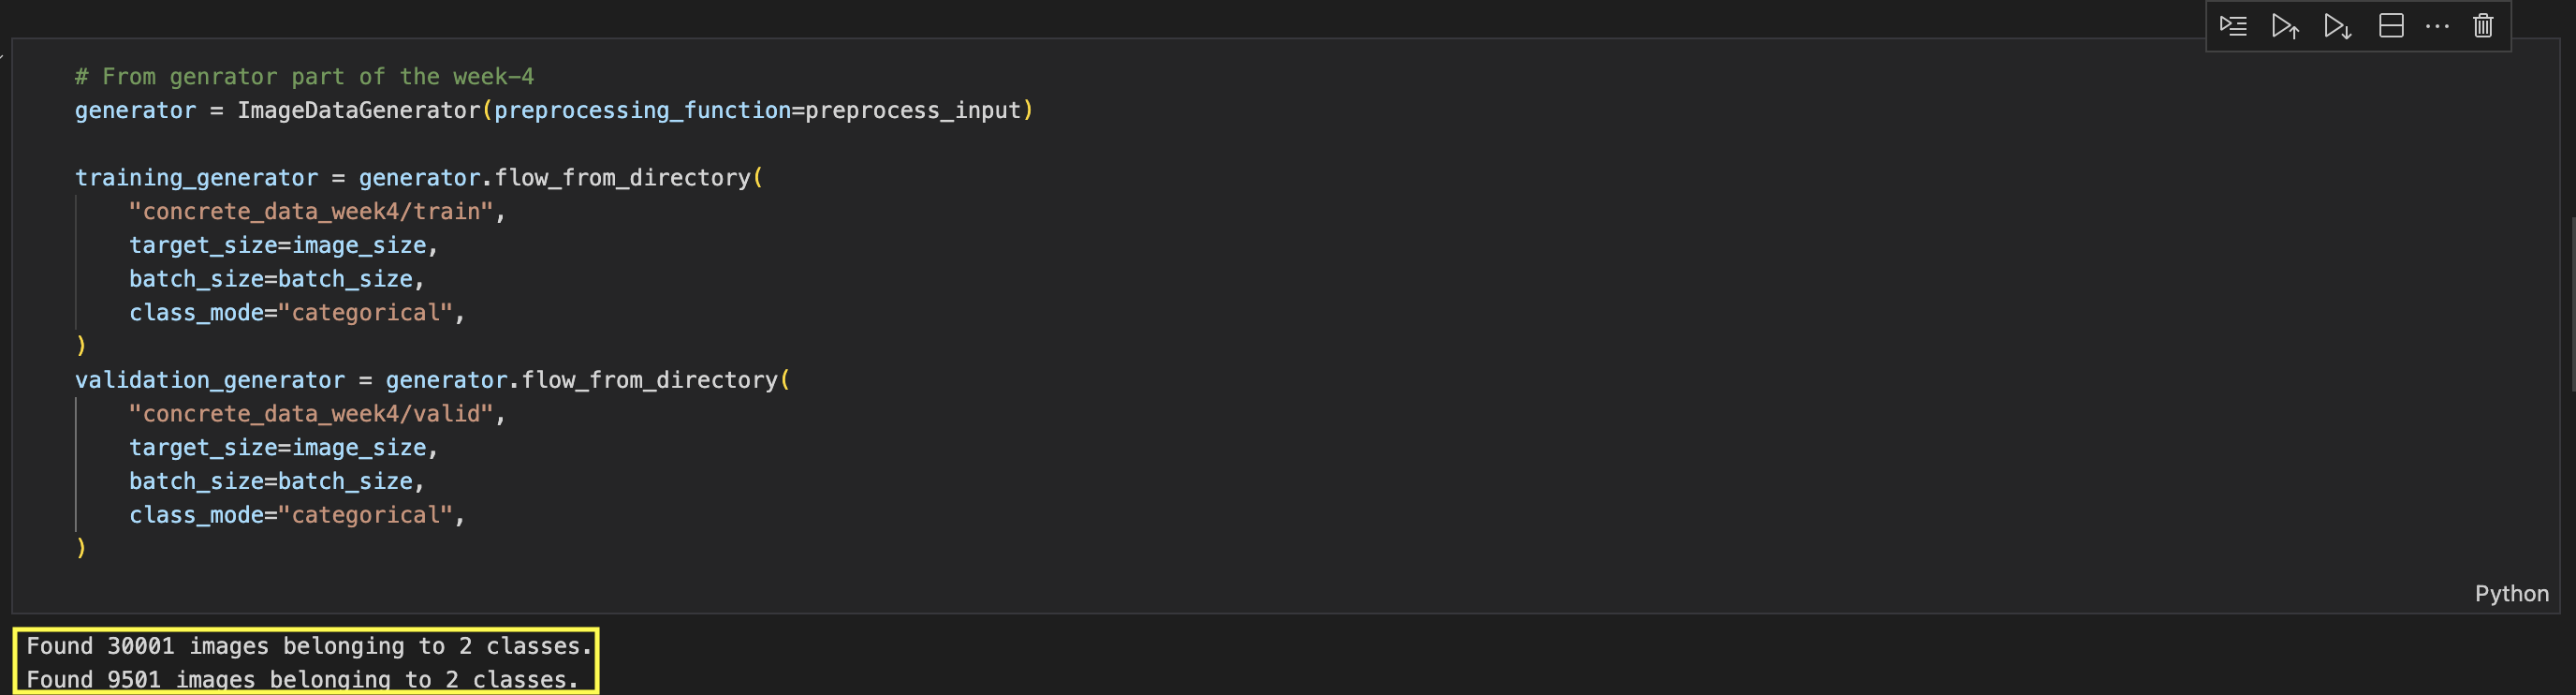 # From genrator part of the week-4
generator = ImageDataGenerator(preprocessing_function=preprocess_input)
training_generator = generator.flow_from_directory(
"concrete_data_week4/train",
target_size=image_size,
batch_size=batch_size,
class_mode="categorical",
)
validation_generator = generator.flow_from_directory(
"concrete_data_week4/valid",
target_size=image_size,
batch_size=batch_size,
class_mode="categorical",
)
Python
Found 30001 images belonging to 2 classes.
Found 9501 images belonging to 2 classes.